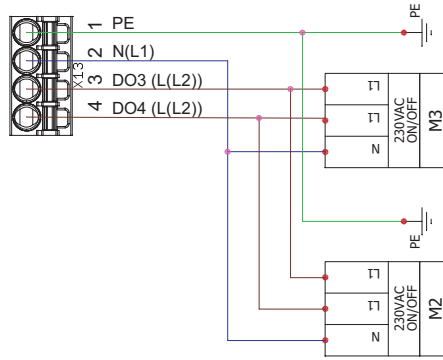 1 PE
2 N(L1)
3 DO3 (L(L2))
4 DO4 (L(L2))
X13
PE
L1
L1
N
230VAC
ON/OFF
M3
PE
L1
L1
N
230VAC
ON/OFF
M2